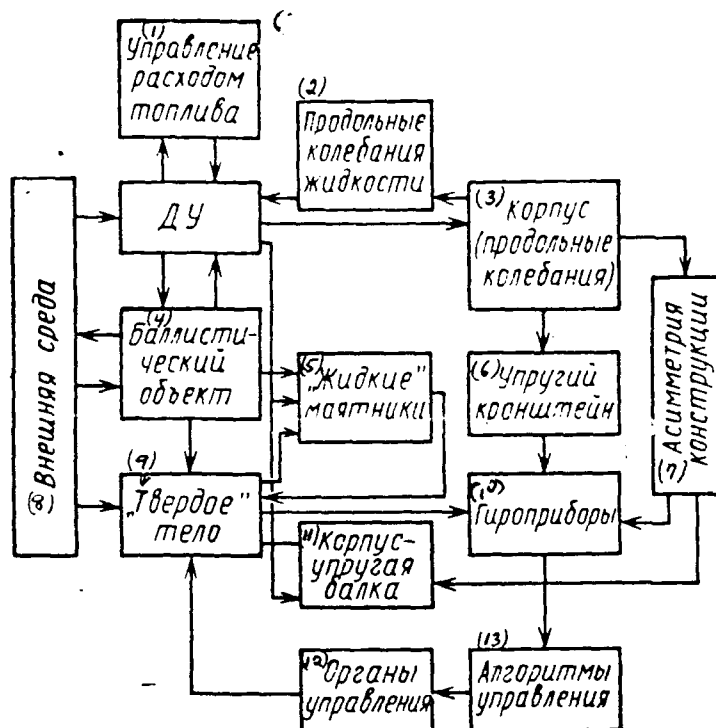 (1)
Управление
расходом
топлива
(2)
Продольные
колебания
жидкости
ДУ
(3)
Корпус
(продольные
колебания)
(4)
Баллисти-
ческий
объект
(5)
„Жидкие"
маятники
(6) Упругий
кронштейн
(7) Асимметрия
конструкции
(8) Внешняя среда
(9)
„Твердое"
тело
Гироприборы
11) Корпус-
упругая
балка
(12) Органы
управления
(13)
Алгоритмы
управления